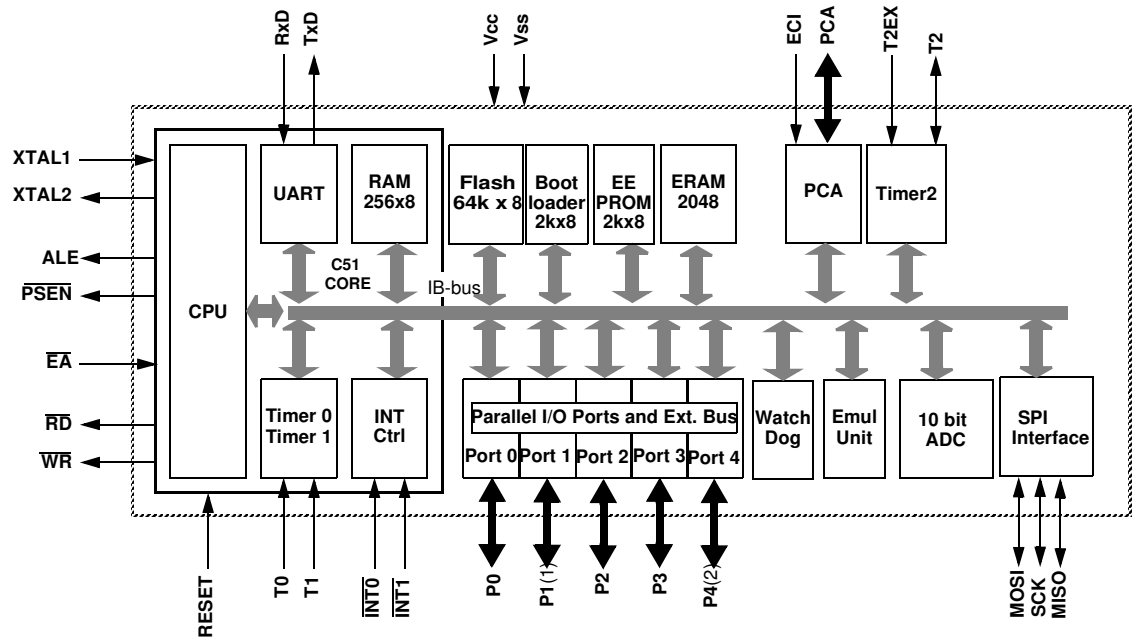 RxD
TxD
Vcc
Vss
ECI
PCA
T2EX
T2
XTAL1
XTAL2
ALE
PSEN
EA
RD
WR
CPU
UART
RAM
256x8
C51
CORE
IB-bus
Flash
64k x 8
Boot
loader
2kx8
EE
PROM
2kx8
ERAM
2048
PCA
Timer2
Timer 0
Timer 1
INT
Ctrl
Parallel I/O Ports and Ext. Bus
Port 0
Port 1
Port 2
Port 3
Port 4
Watch
Dog
Emul
Unit
10 bit
ADC
SPI
Interface
RESET
T0
T1
INT0
INT1
P0
P1(1)
P2
P3
P4(2)
MOSI
SCK
MISO